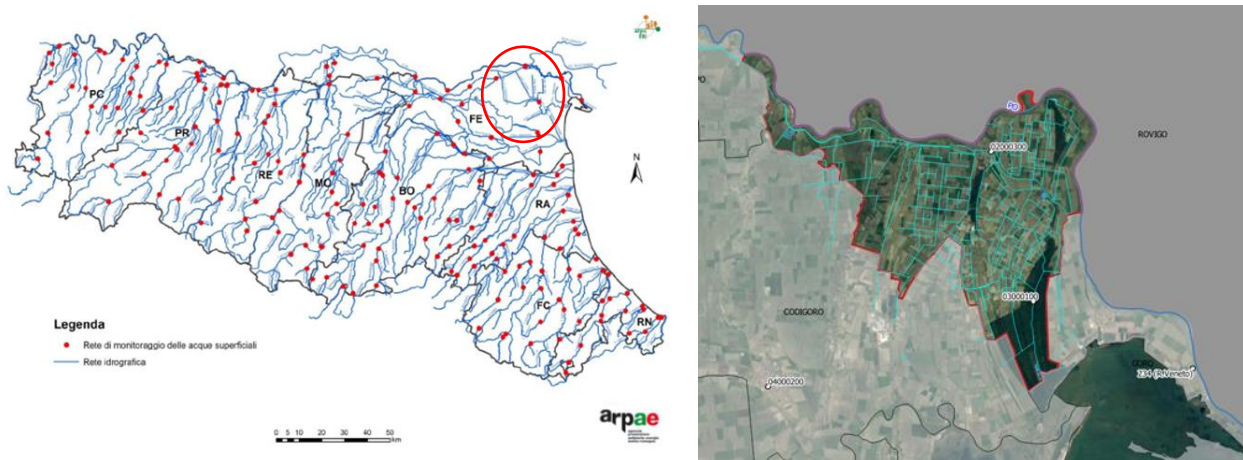 PC
PR
RE
MO
BO
FE
RA
FC
RN
N
Legenda
Rete di monitoraggio delle acque superficiali
Rete idrografica
0 5 10 20 30 40 50
km
arpae
PO
ROVIGO
02000300
CODIGORO
03000100
04000200
GORO
234-(R.Veneto)